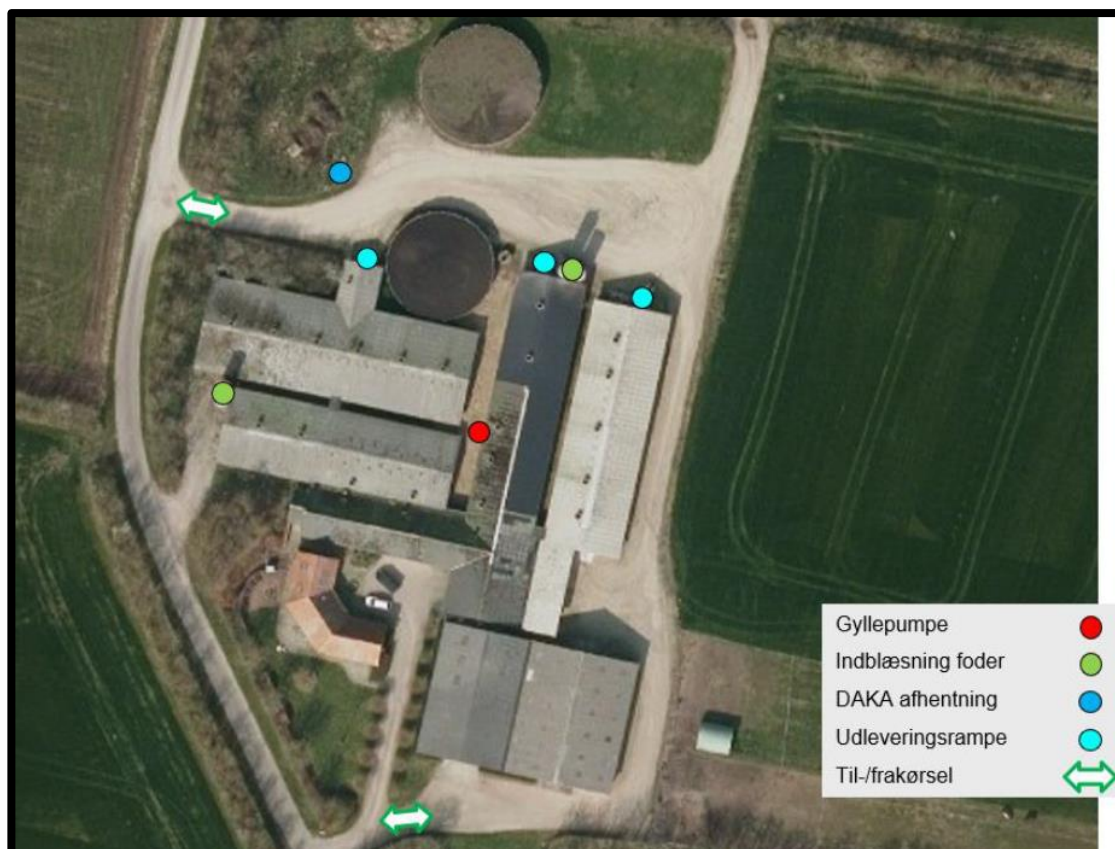 Gyllepumpe
Indblæsning foder
DAKA afhentning
Udleveringsrampe
Til-/frakørsel